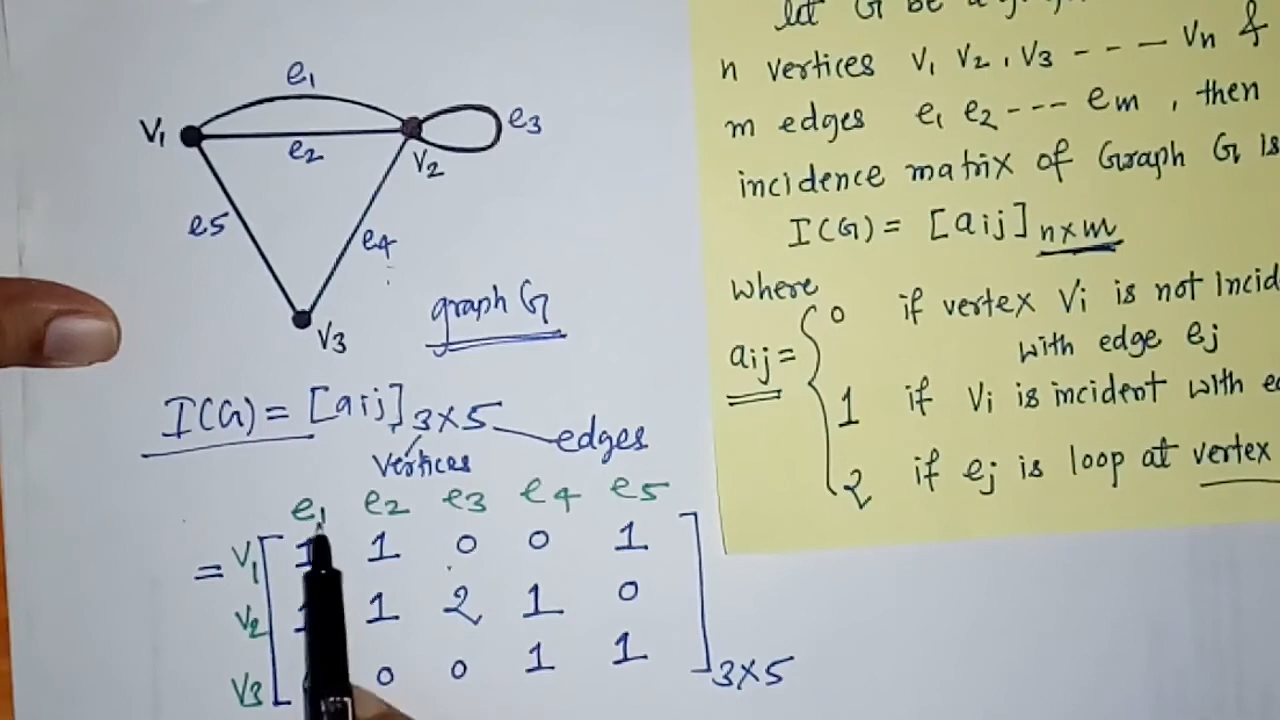 e1
V1
e2
e3
V2
e5
e4
V3
graph G
I(G) = [aij] 3×5
edges
vertices
e1 e2 e3 e4 e5
= V1 1 1 0 0 1
V2 1 1 2 1 0
V3 0 0 1 1
3×5
let G be a
n vertices V1 V2, V3 ---- Vn &
m edges e1 e2 --- em, then
incidence matrix of Graph G is
I(G) = [aij] n×m
where
aij =
0 if vertex Vi is not
with edge ej
1 if Vi is incident with
2 if ej is loop at vertex